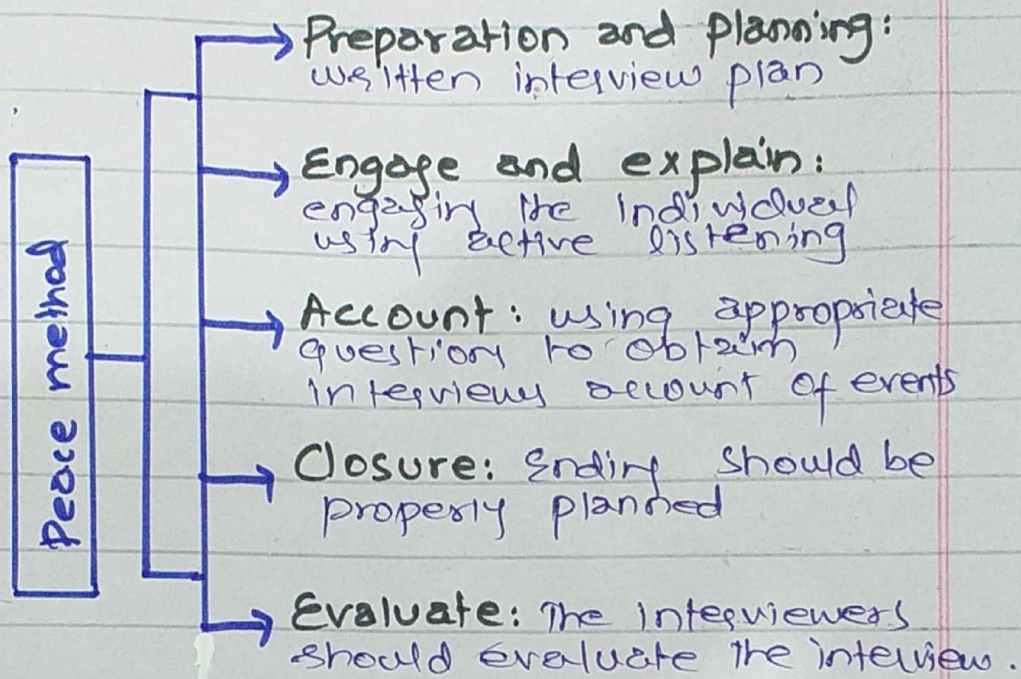 Peace method
Preparation and planning:
written interview plan
Engage and explain:
engaging the individual
using active listening
Account: using appropriate
question to obtain
interviews account of events
Closure: Ending should be
properly planned
Evaluate: The interviewers
should evaluate the interview.